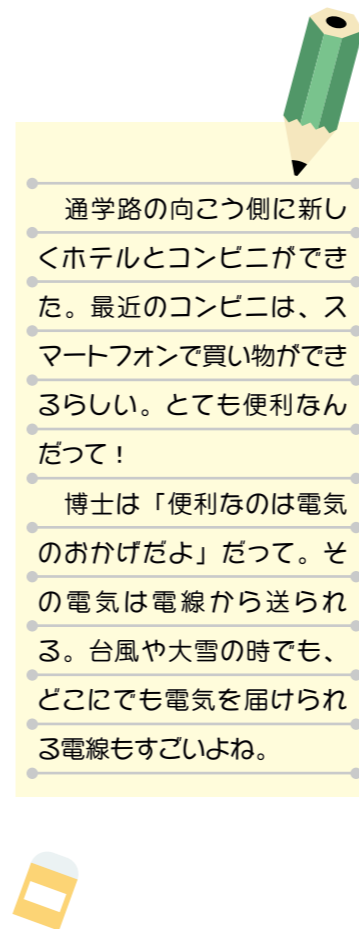 通学路の向こう側に新し
くホテルとコンビニができ
た。最近のコンビニは、ス
マートフォンで買い物ができ
るらしい。とても便利なん
だって！
　博士は「便利なのは電気
のおかげだよ」だって。そ
の電気は電線から送られ
る。台風や大雪の時でも、
どこにでも電気を届けられ
る電線もすごいよね。